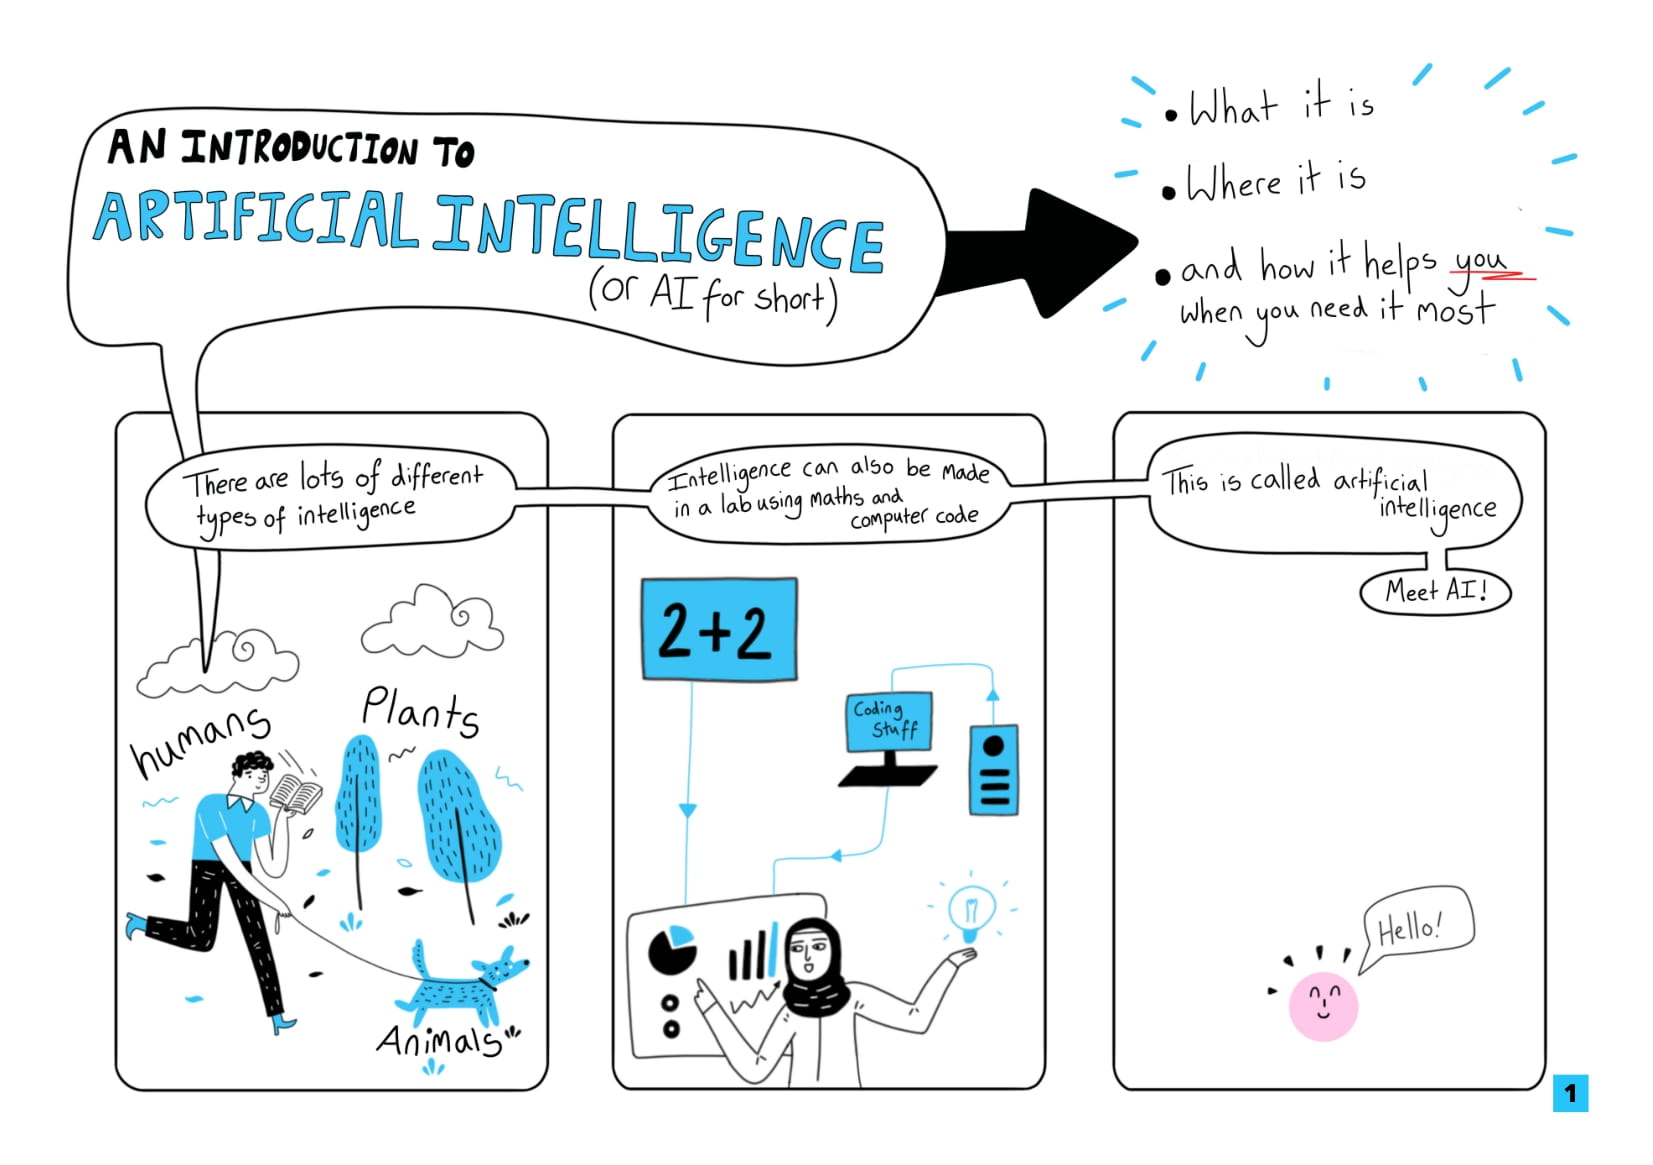 AN INTRODUCTION TO
ARTIFICIAL INTELLIGENCE
(or AI for short)
• What it is
• Where it is
• and how it helps you
when you need it most
There are lots of different
types of intelligence
humans
Plants
Animals
Intelligence can also be made
in a lab using maths and
computer code
2+2
Coding
Stuff
This is called artificial
intelligence
Meet AI!
Hello!
1